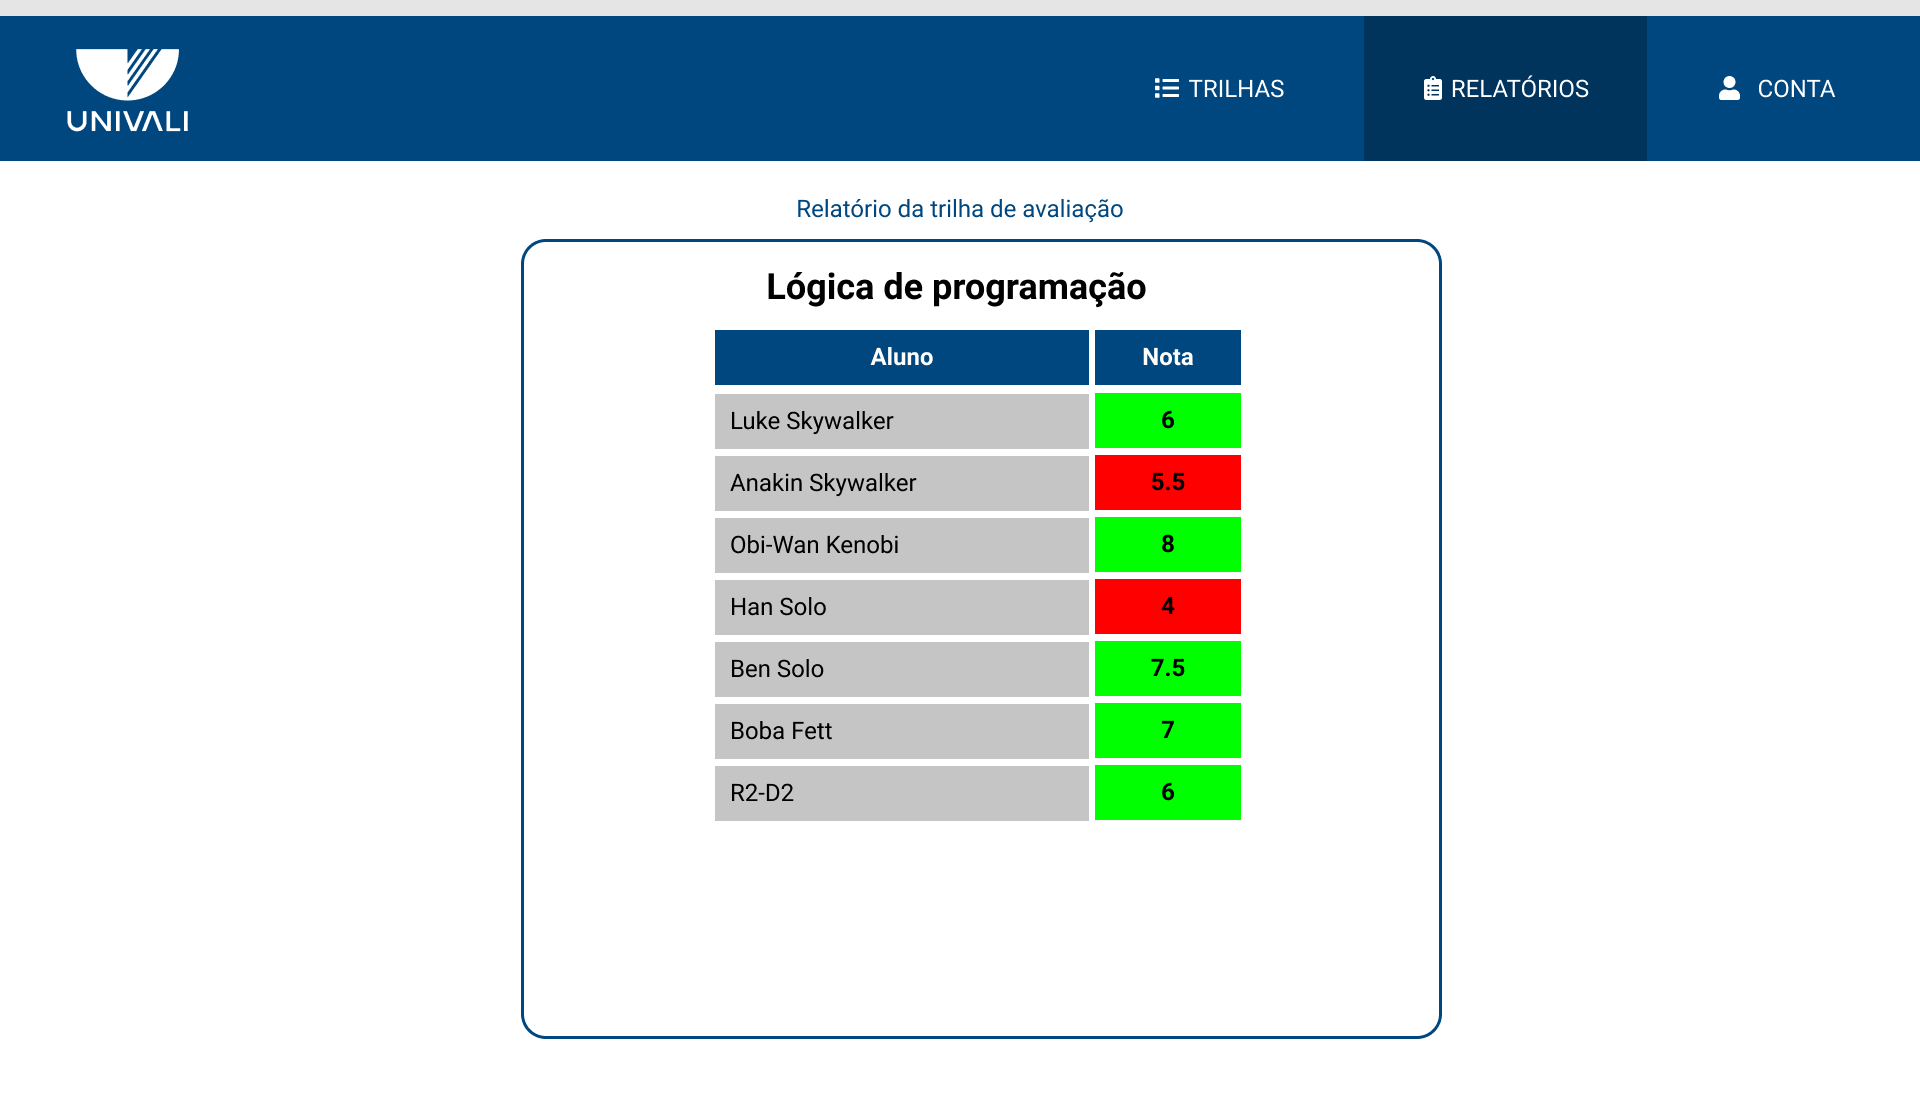 UNIVALI
TRILHAS
RELATÓRIOS
CONTA
Relatório da trilha de avaliação
Lógica de programação
Aluno Nota
Luke Skywalker 6
Anakin Skywalker 5.5
Obi-Wan Kenobi 8
Han Solo 4
Ben Solo 7.5
Boba Fett 7
R2-D2 6